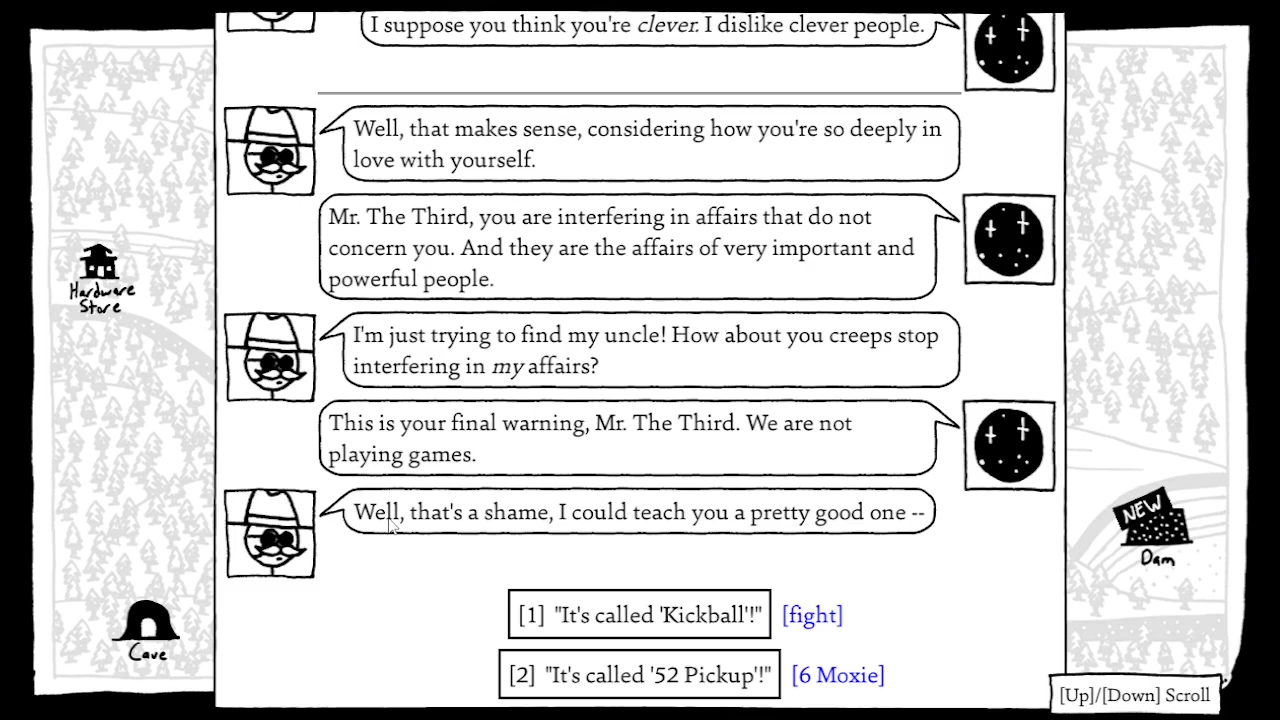 I suppose you think you're clever. I dislike clever people.
Well, that makes sense, considering how you're so deeply in
love with yourself.
Mr. The Third, you are interfering in affairs that do not
concern you. And they are the affairs of very important and
powerful people.
Hardware
Store
I'm just trying to find my uncle! How about you creeps stop
interfering in my affairs?
This is your final warning, Mr. The Third. We are not
playing games.
Well, that's a shame, I could teach you a pretty good one --
NEW
Dam
[1] "It's called 'Kickball'!" [fight]
Cave
[2] "It's called '52 Pickup'!" [6 Moxie]
[Up]/[Down] Scroll